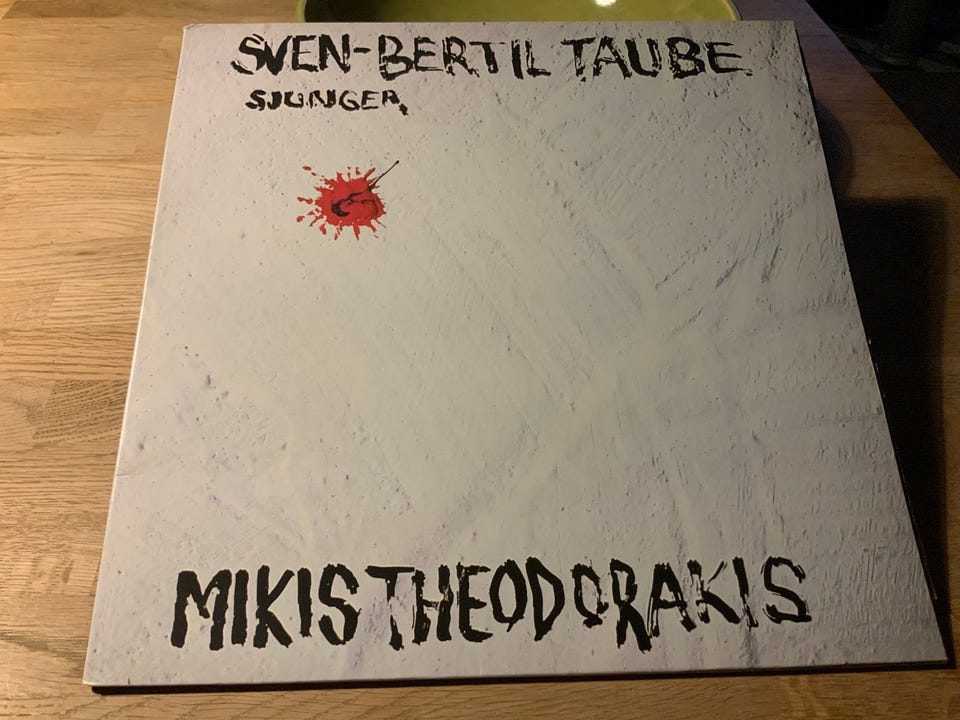 SVEN-BERTIL TAUBE
SJUNGER
MIKIS THEODORAKIS